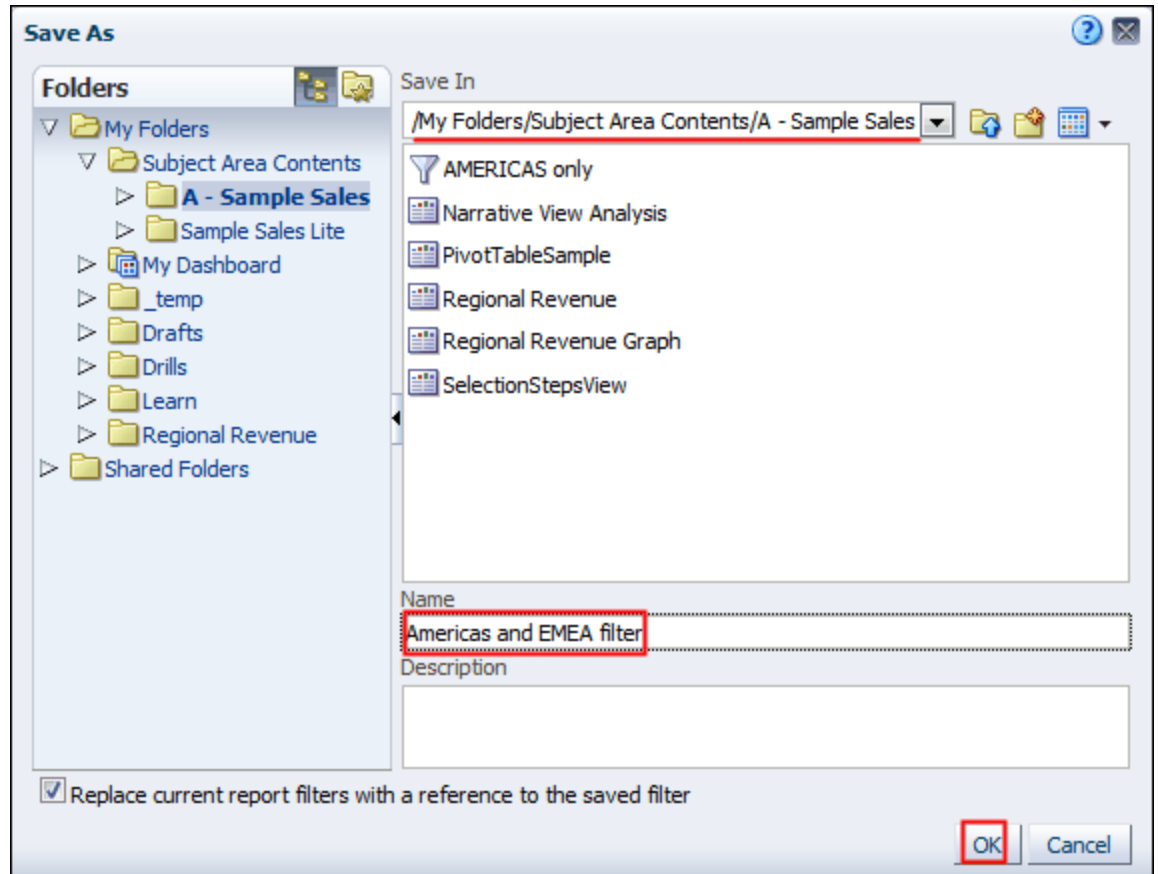 Save As
Folders
My Folders
Subject Area Contents
A - Sample Sales
Sample Sales Lite
My Dashboard
_temp
Drafts
Drills
Learn
Regional Revenue
Shared Folders
Save In
/My Folders/Subject Area Contents/A - Sample Sales
AMERICAS only
Narrative View Analysis
PivotTableSample
Regional Revenue
Regional Revenue Graph
SelectionStepsView
Name
Americas and EMEA filter
Description
Replace current report filters with a reference to the saved filter
OK
Cancel